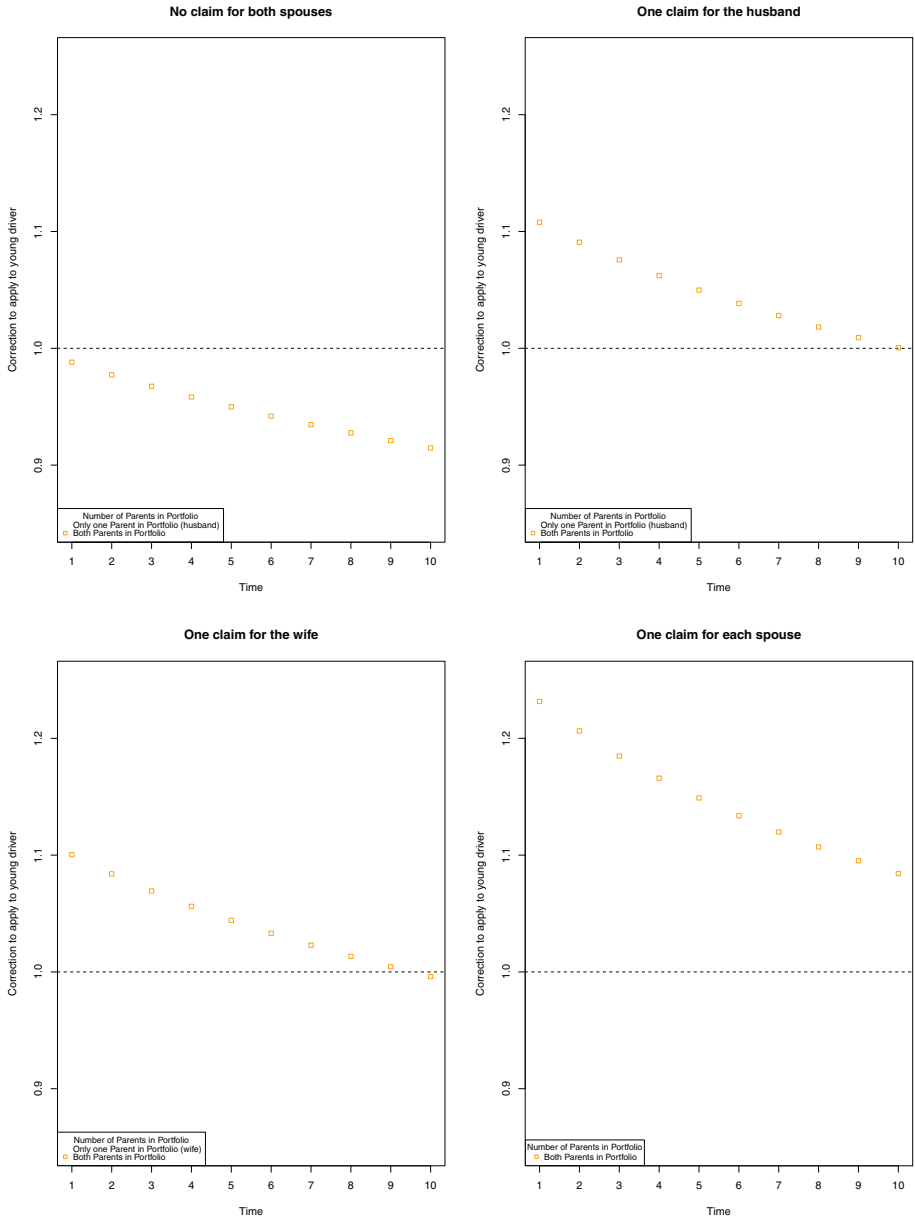 No claim for both spouses
Correction to apply to young driver
1.2
1.1
1.0
0.9
Number of Parents in Portfolio
Only one Parent in Portfolio (husband)
Both Parents in Portfolio
1 2 3 4 5 6 7 8 9 10
Time
One claim for the husband
Correction to apply to young driver
1.2
1.1
1.0
0.9
Number of Parents in Portfolio
Only one Parent in Portfolio (husband)
Both Parents in Portfolio
1 2 3 4 5 6 7 8 9 10
Time
One claim for the wife
Correction to apply to young driver
1.2
1.1
1.0
0.9
Number of Parents in Portfolio
Only one Parent in Portfolio (wife)
Both Parents in Portfolio
1 2 3 4 5 6 7 8 9 10
Time
One claim for each spouse
Correction to apply to young driver
1.2
1.1
1.0
0.9
Number of Parents in Portfolio
Both Parents in Portfolio
1 2 3 4 5 6 7 8 9 10
Time